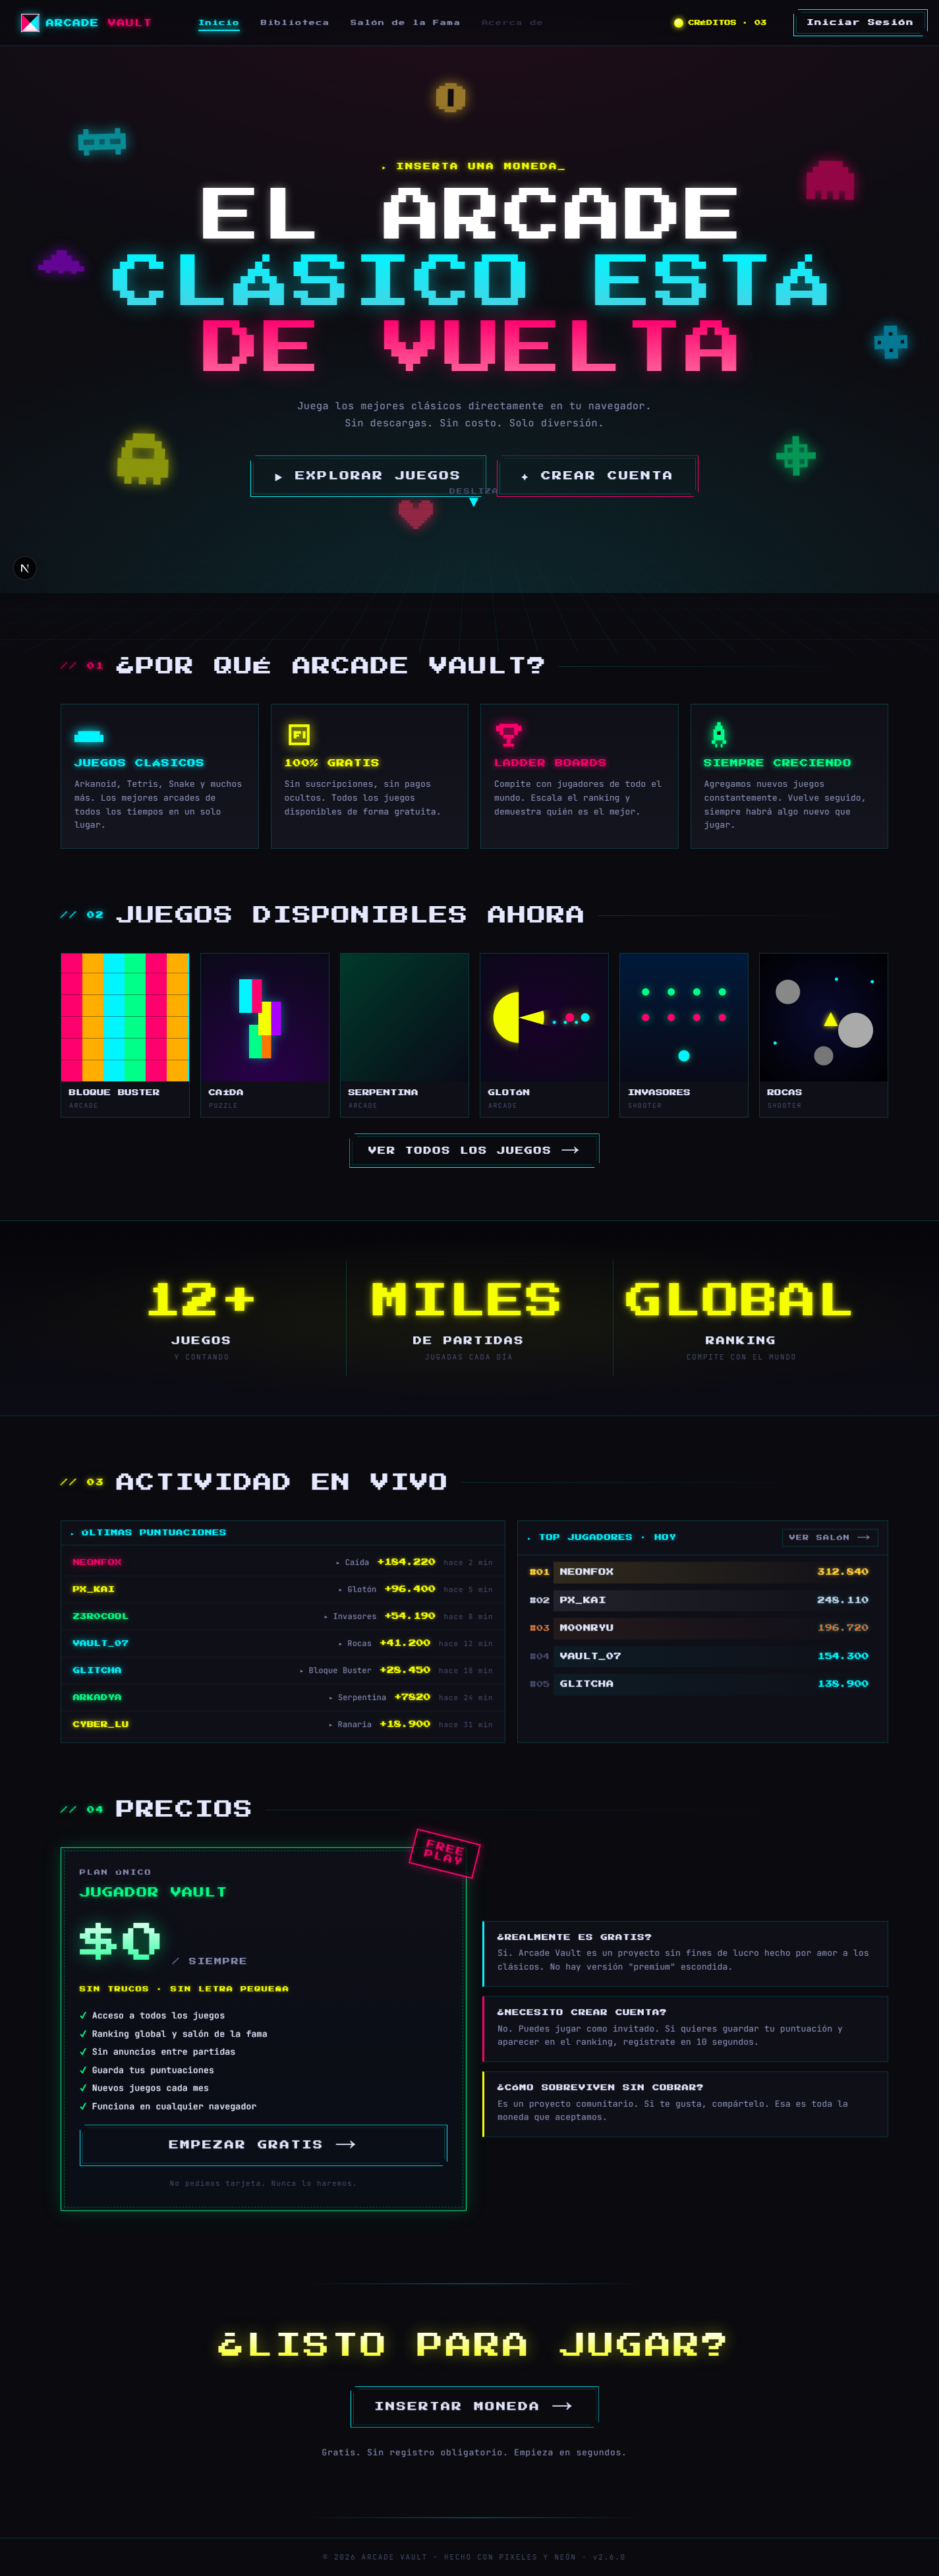 ARCADE VAULT
Inicio
Biblioteca
Salón de la Fama
Acerca de
CRéDITOS · 03
Iniciar Sesión
. INSERTA UNA MONEDA_
EL ARCADE
CLÁSICO ESTÁ
DE VUELTA
Juega los mejores clásicos directamente en tu navegador.
Sin descargas. Sin costo. Solo diversión.
▶ EXPLORAR JUEGOS
✦ CREAR CUENTA
DESLIZA
▼
N
// 01 ¿POR QUé ARCADE VAULT?
JUEGOS CLáSICOS
Arkanoid, Tetris, Snake y muchos
más. Los mejores arcades de
todos los tiempos en un solo
lugar.
100% GRATIS
Sin suscripciones, sin pagos
ocultos. Todos los juegos
disponibles de forma gratuita.
LADDER BOARDS
Compite con jugadores de todo el
mundo. Escala el ranking y
demuestra quién es el mejor.
SIEMPRE CRECIENDO
Agregamos nuevos juegos
constantemente. Vuelve seguido,
siempre habrá algo nuevo que
jugar.
// 02 JUEGOS DISPONIBLES AHORA
BLOQUE BUSTER
ARCADE
CAíDA
PUZZLE
SERPENTINA
ARCADE
GLOTóN
ARCADE
INVASORES
SHOOTER
ROCAS
SHOOTER
VER TODOS LOS JUEGOS →
12+
JUEGOS
Y CONTANDO
MILES
DE PARTIDAS
JUGADAS CADA DÍA
GLOBAL
RANKING
COMPITE CON EL MUNDO
// 03 ACTIVIDAD EN VIVO
. úLTIMAS PUNTUACIONES
NEONFOX ▸ Caída +184.220 hace 2 min
PX_KAI ▸ Glotón +96.400 hace 5 min
Z3R0COOL ▸ Invasores +54.190 hace 8 min
VAULT_07 ▸ Rocas +41.200 hace 12 min
GLITCHA ▸ Bloque Buster +28.450 hace 18 min
ARKADYA ▸ Serpentina +7820 hace 24 min
CYBER_LU ▸ Ranaria +18.900 hace 31 min
. TOP JUGADORES · HOY
VER SALóN →
#01 NEONFOX 312.840
#02 PX_KAI 248.110
#03 M00NRYU 196.720
#04 VAULT_07 154.300
#05 GLITCHA 138.900
// 04 PRECIOS
FREE
PLAY
PLAN úNICO
JUGADOR VAULT
$0 / SIEMPRE
SIN TRUCOS · SIN LETRA PEQUEñA
✓ Acceso a todos los juegos
✓ Ranking global y salón de la fama
✓ Sin anuncios entre partidas
✓ Guarda tus puntuaciones
✓ Nuevos juegos cada mes
✓ Funciona en cualquier navegador
EMPEZAR GRATIS →
No pedimos tarjeta. Nunca lo haremos.
¿REALMENTE ES GRATIS?
Sí. Arcade Vault es un proyecto sin fines de lucro hecho por amor a los
clásicos. No hay versión "premium" escondida.
¿NECESITO CREAR CUENTA?
No. Puedes jugar como invitado. Si quieres guardar tu puntuación y
aparecer en el ranking, regístrate en 10 segundos.
¿CóMO SOBREVIVEN SIN COBRAR?
Es un proyecto comunitario. Si te gusta, compártelo. Esa es toda la
moneda que aceptamos.
¿LISTO PARA JUGAR?
INSERTAR MONEDA →
Gratis. Sin registro obligatorio. Empieza en segundos.
© 2026 ARCADE VAULT · HECHO CON PIXELES Y NEÓN · v2.6.0